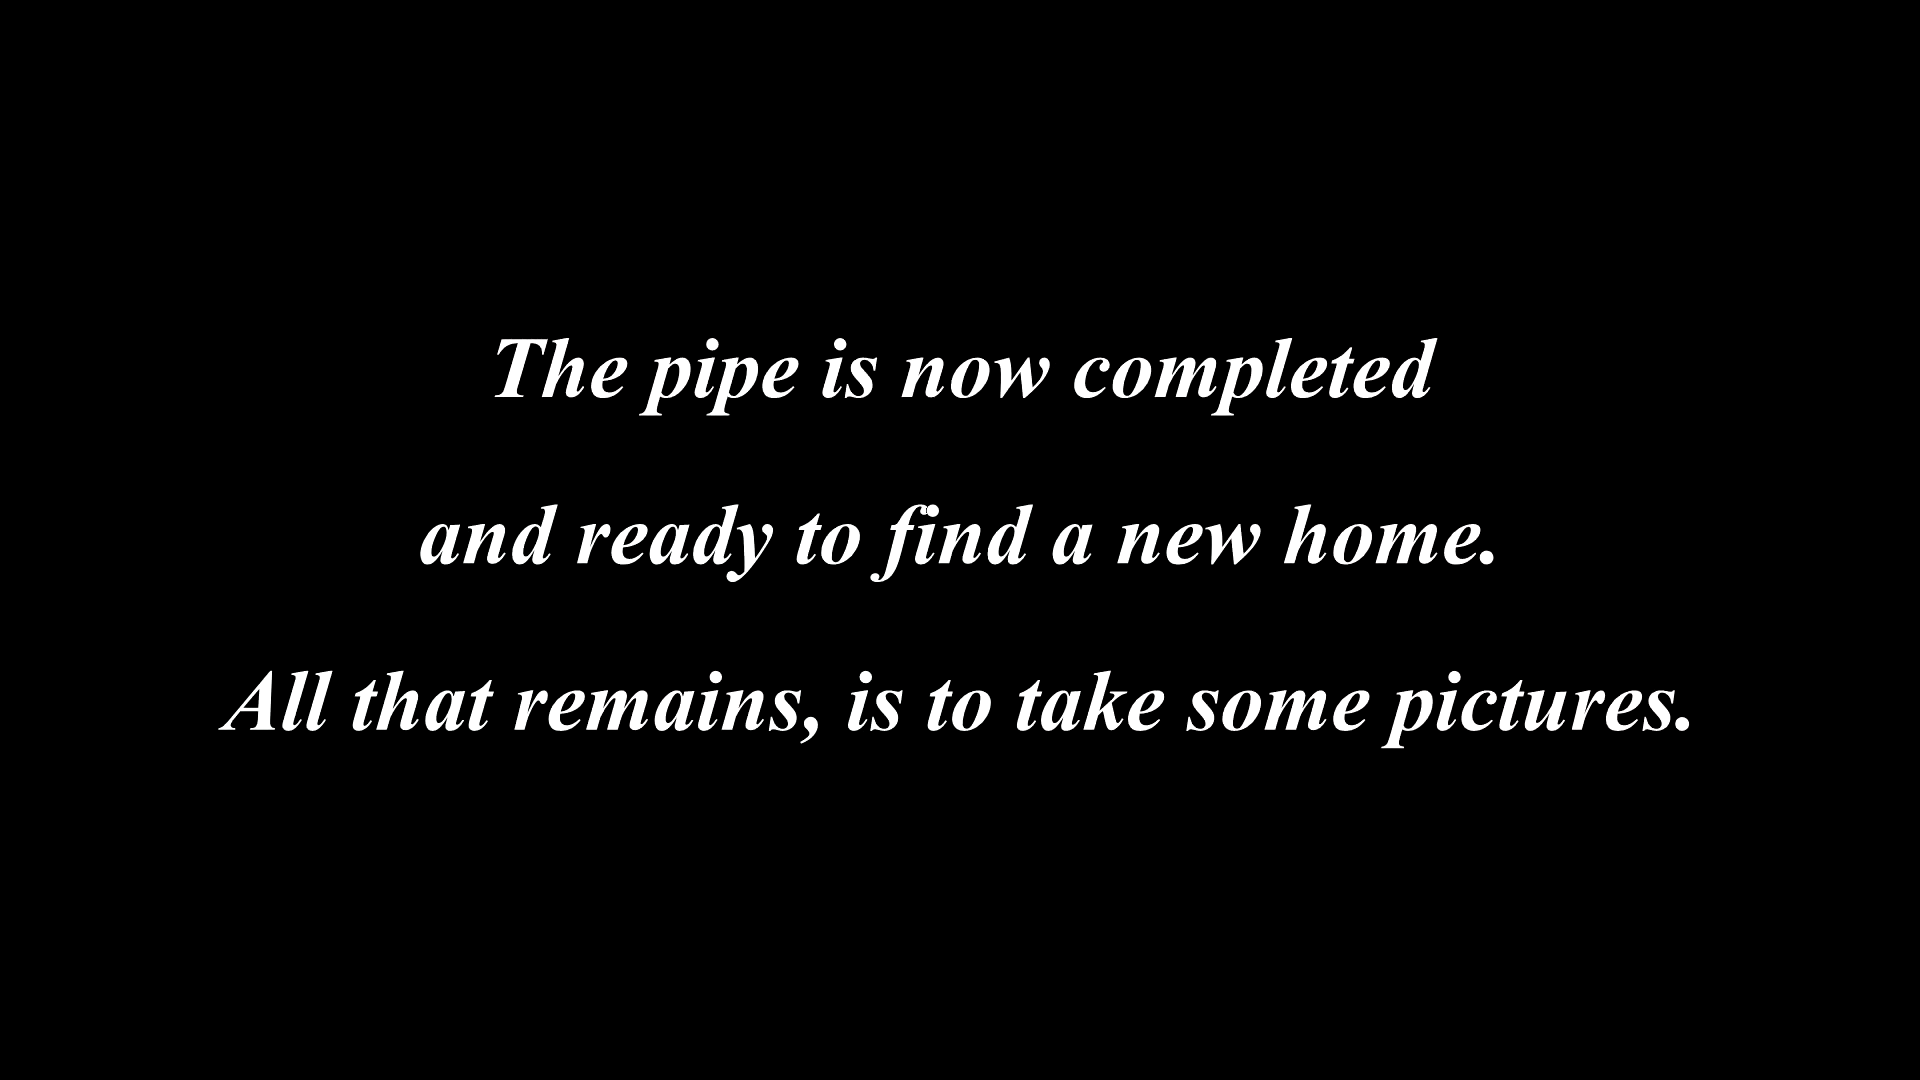 The pipe is now completed
and ready to find a new home.
All that remains, is to take some pictures.